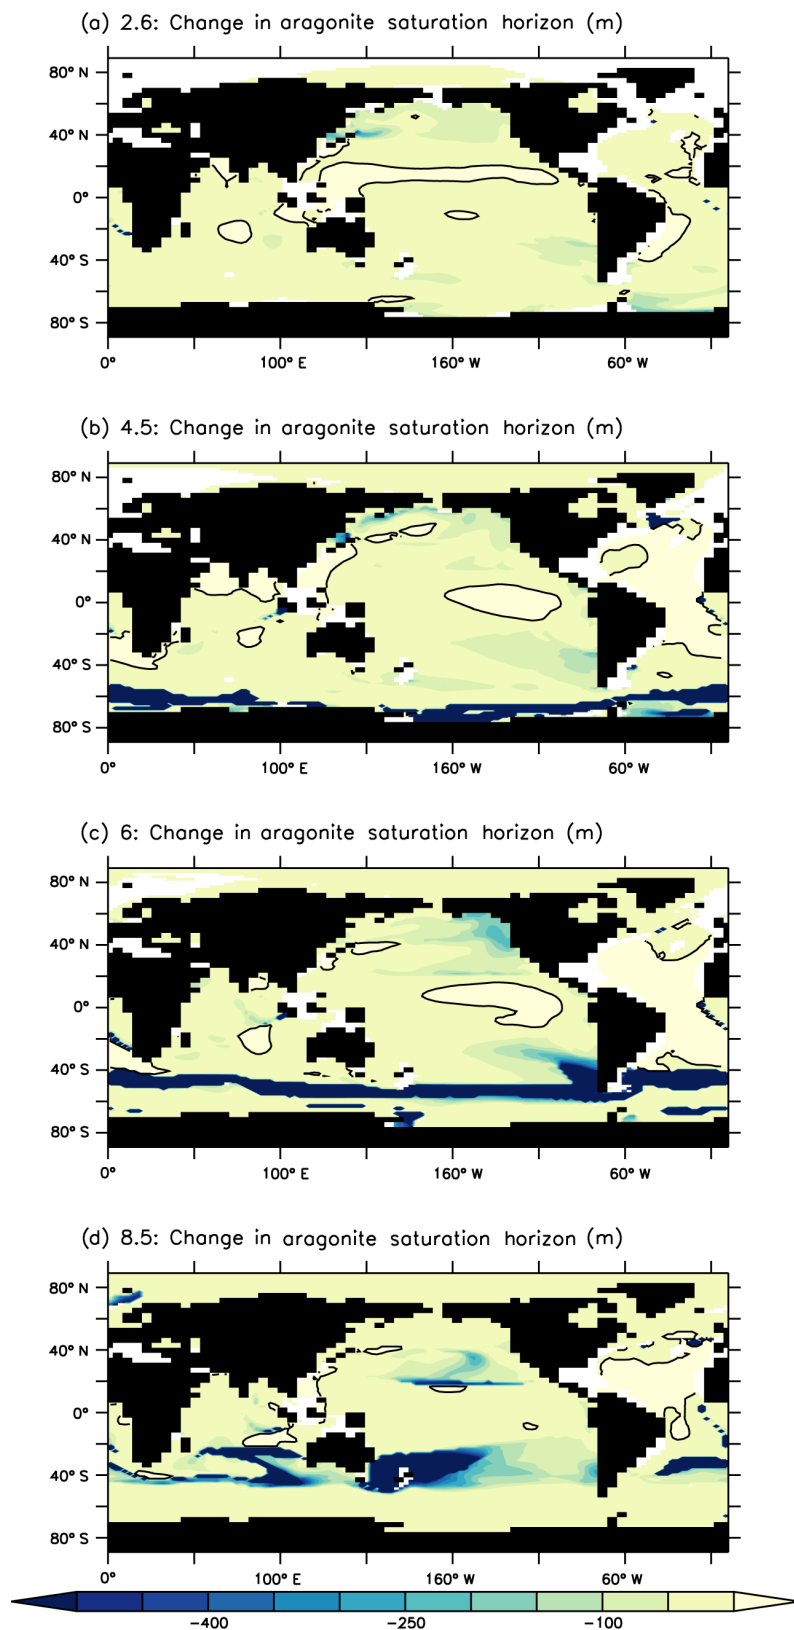 (a) 2.6: Change in aragonite saturation horizon (m)
80° N
40° N
0°
40° S
80° S
0° 100° E 160° W 60° W
(b) 4.5: Change in aragonite saturation horizon (m)
80° N
40° N
0°
40° S
80° S
0° 100° E 160° W 60° W
(c) 6: Change in aragonite saturation horizon (m)
80° N
40° N
0°
40° S
80° S
0° 100° E 160° W 60° W
(d) 8.5: Change in aragonite saturation horizon (m)
80° N
40° N
0°
40° S
80° S
0° 100° E 160° W 60° W
−400 −250 −100